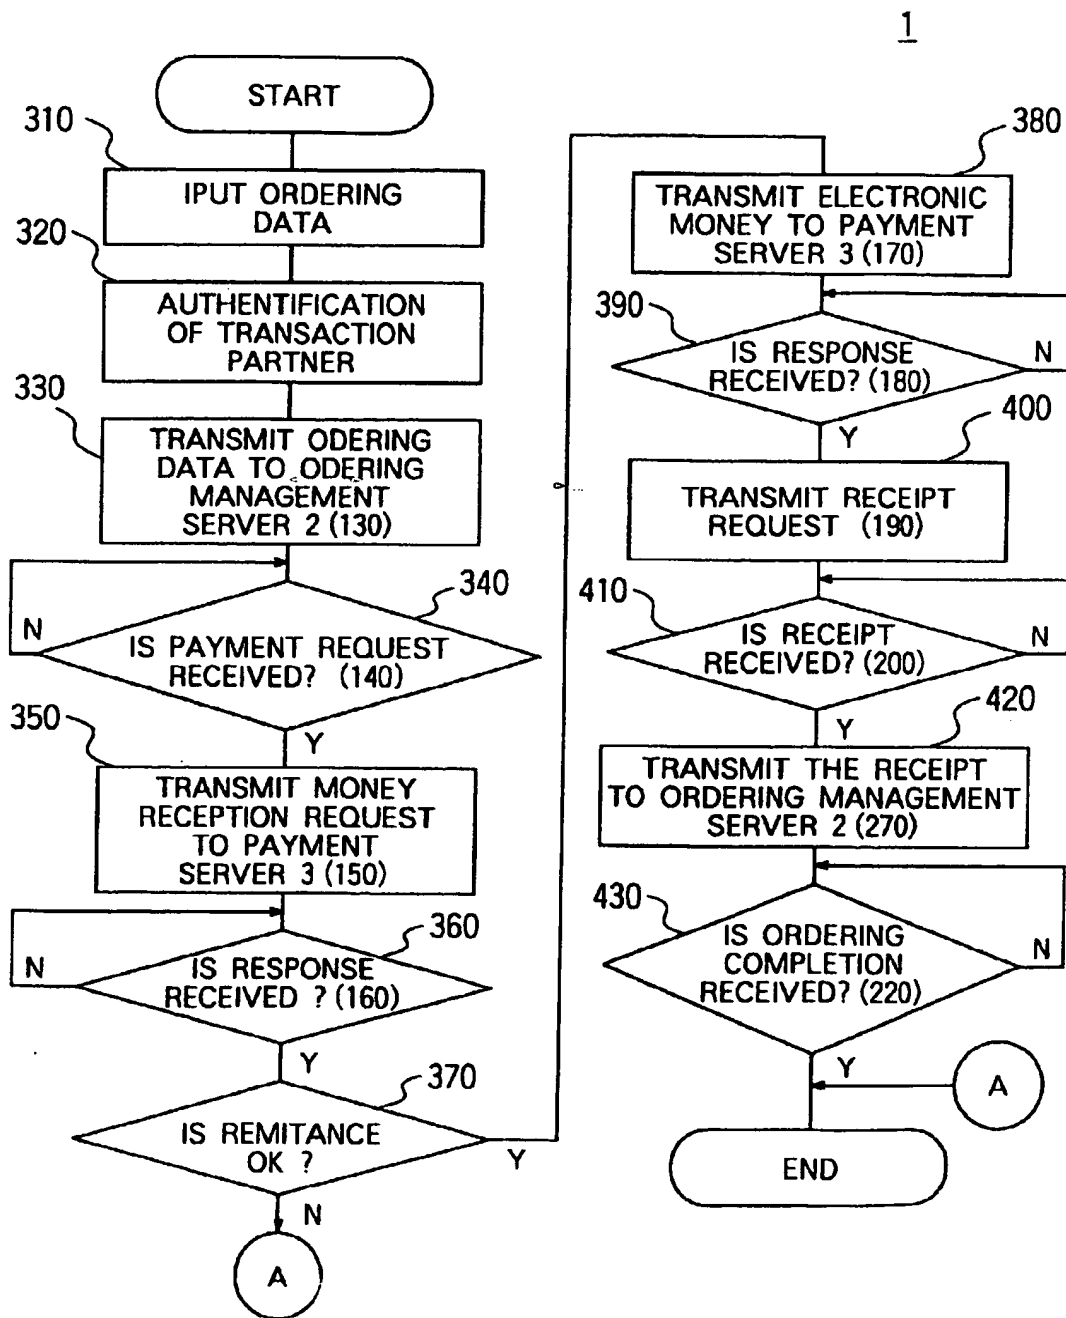 1
START
310
IPUT ORDERING
DATA
320
AUTHENTIFICATION
OF TRANSACTION
PARTNER
330
TRANSMIT ODERING
DATA TO ODERING
MANAGEMENT
SERVER 2 (130)
340
N
IS PAYMENT REQUEST
RECEIVED? (140)
Y
350
TRANSMIT MONEY
RECEPTION REQUEST
TO PAYMENT
SERVER 3 (150)
360
N
IS RESPONSE
RECEIVED ? (160)
Y
370
IS REMITANCE
OK ?
Y
N
A
380
TRANSMIT ELECTRONIC
MONEY TO PAYMENT
SERVER 3 (170)
390
IS RESPONSE
RECEIVED? (180)
N
Y
400
TRANSMIT RECEIPT
REQUEST (190)
410
IS RECEIPT
RECEIVED? (200)
N
Y
420
TRANSMIT THE RECEIPT
TO ORDERING MANAGEMENT
SERVER 2 (270)
430
IS ORDERING
COMPLETION
RECEIVED? (220)
N
Y
A
END